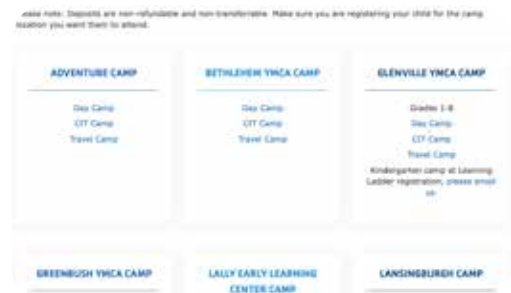 please note: Deposits are non-refundable and non-transferrable. Make sure you are registering your child for the camp
location you want them to attend.
ADVENTURE CAMP
Day Camp
CIT Camp
Travel Camp
BETHLEHEM YMCA CAMP
Day Camp
CIT Camp
Travel Camp
GLENVILLE YMCA CAMP
Grades 1-8
Day Camp
CIT Camp
Travel Camp
Kindergarten camp at Learning
Ladder registration, please email
us
GREENBUSH YMCA CAMP
LALLY EARLY LEARNING
CENTER CAMP
LANSINGBURGH CAMP